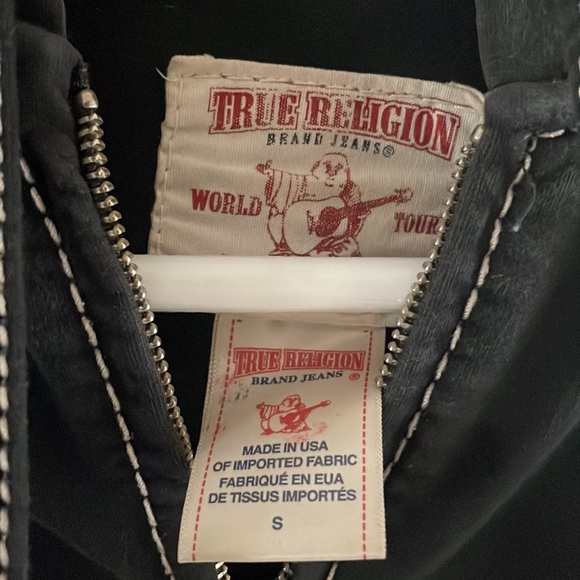 TRUE RELIGION
BRAND JEANS®
WORLD TOUR
TRUE RELIGION
BRAND JEANS ®
MADE IN USA
OF IMPORTED FABRIC
FABRIQUÉ EN EUA
DE TISSUS IMPORTÉS
S